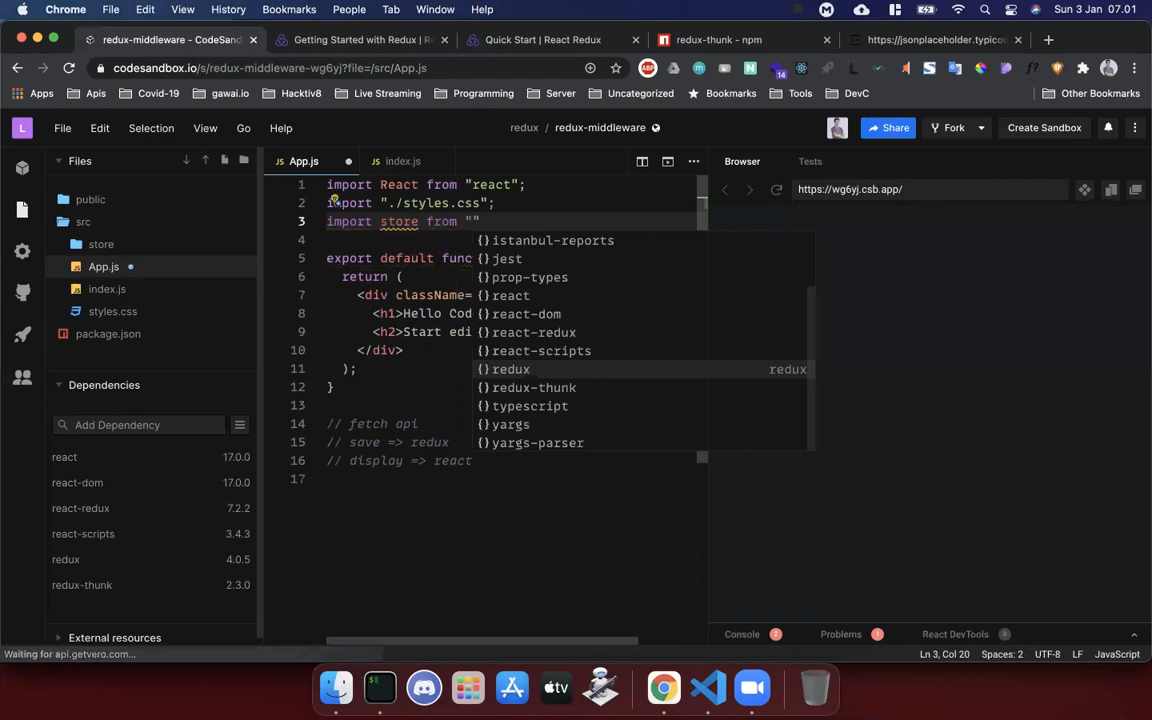 Chrome File Edit View History Bookmarks People Tab Window Help Sun 3 Jan 07.01
redux-middleware - CodeSand Getting Started with Redux | R Quick Start | React Redux redux-thunk - npm https://jsonplaceholder.typicod
codesandbox.io/s/redux-middleware-wg6yj?file=/src/App.js
14
Apps Apis Covid-19 gawai.io Hacktiv8 Live Streaming Programming Server Uncategorized Bookmarks Tools DevC Other Bookmarks
L File Edit Selection View Go Help redux / redux-middleware Share Fork Create Sandbox
Files
public
src
store
App.js
index.js
styles.css
package.json
Dependencies
Add Dependency
react 17.0.0
react-dom 17.0.0
react-redux 7.2.2
react-scripts 3.4.3
redux 4.0.5
redux-thunk 2.3.0
External resources
Waiting for api.getvero.com...
JS App.js JS index.js
1 import React from "react";
2 import "./styles.css";
3 import store from ""
4
5 export default func
6 return (
7 <div className=
8 <h1>Hello Cod
9 <h2>Start edi
10 </div>
11 );
12 }
13
14 // fetch api
15 // save => redux
16 // display => react
17
{} istanbul-reports
{} jest
{} prop-types
{} react
{} react-dom
{} react-redux
{} react-scripts
{} redux redux
{} redux-thunk
{} typescript
{} yargs
{} yargs-parser
Browser Tests
https://wg6yj.csb.app/
Console 2 Problems ! React DevTools 0
Ln 3, Col 20 Spaces: 2 UTF-8 LF JavaScript
tv